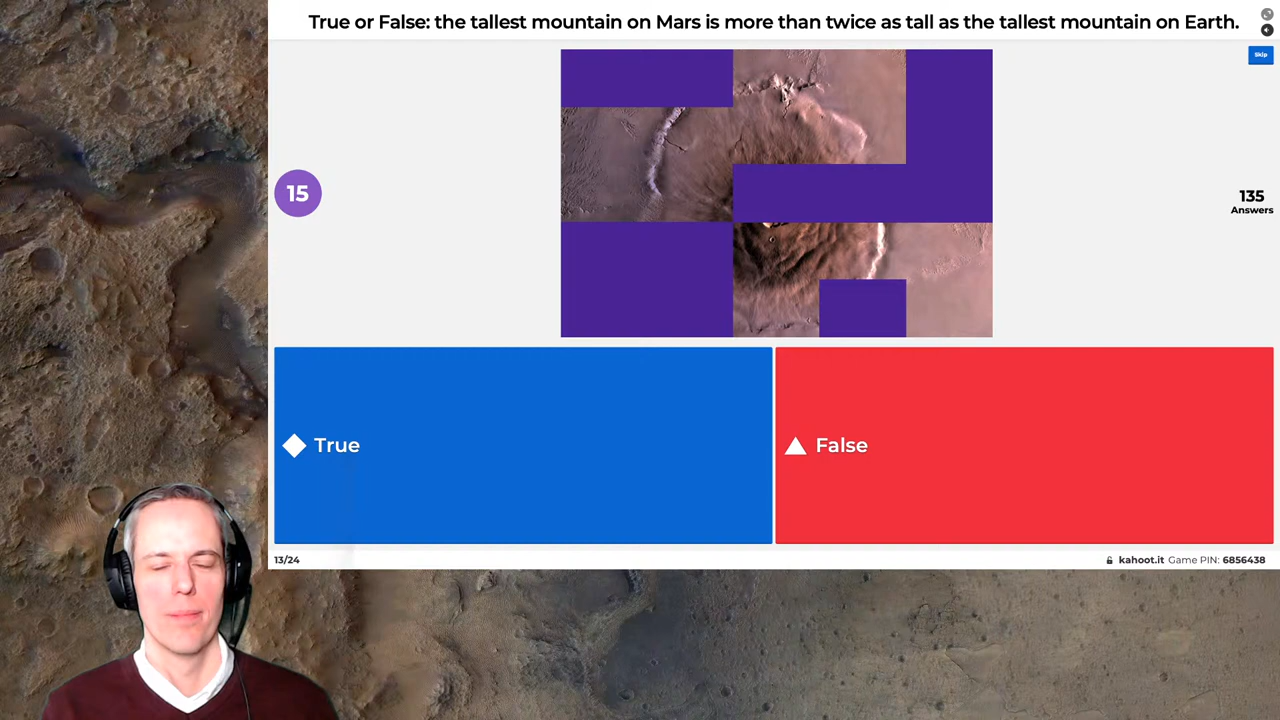 True or False: the tallest mountain on Mars is more than twice as tall as the tallest mountain on Earth.
Skip
15
135
Answers
True
False
13/24
kahoot.it Game PIN: 6856438